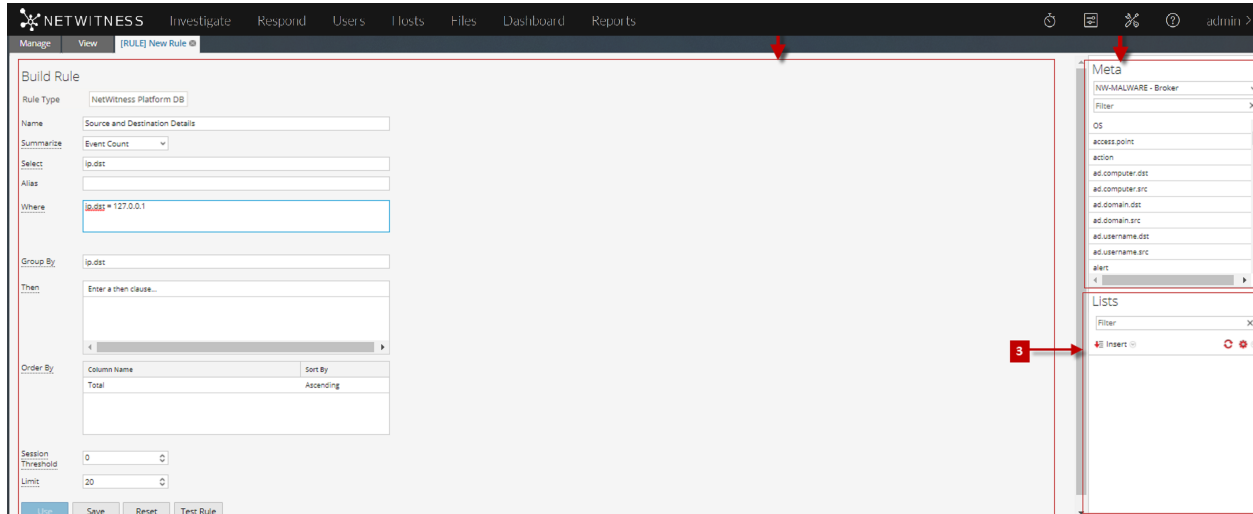 NETWITNESS Investigate Respond Users Hosts Files Dashboard Reports admin
Manage View [RULE] New Rule
Build Rule
Rule Type NetWitness Platform DB
Name Source and Destination Details
Summarize Event Count
Select ip.dst
Alias
Where ip.dst = 127.0.0.1
Group By ip.dst
Then Enter a then clause...
Order By Column Name Sort By
Total Ascending
Session Threshold 0
Limit 20
Use Save Reset Test Rule
Meta
NW-MALWARE - Broker
Filter
OS
access.point
action
ad.computer.dst
ad.computer.src
ad.domain.dst
ad.domain.src
ad.username.dst
ad.username.src
alert
3
Lists
Filter
Insert